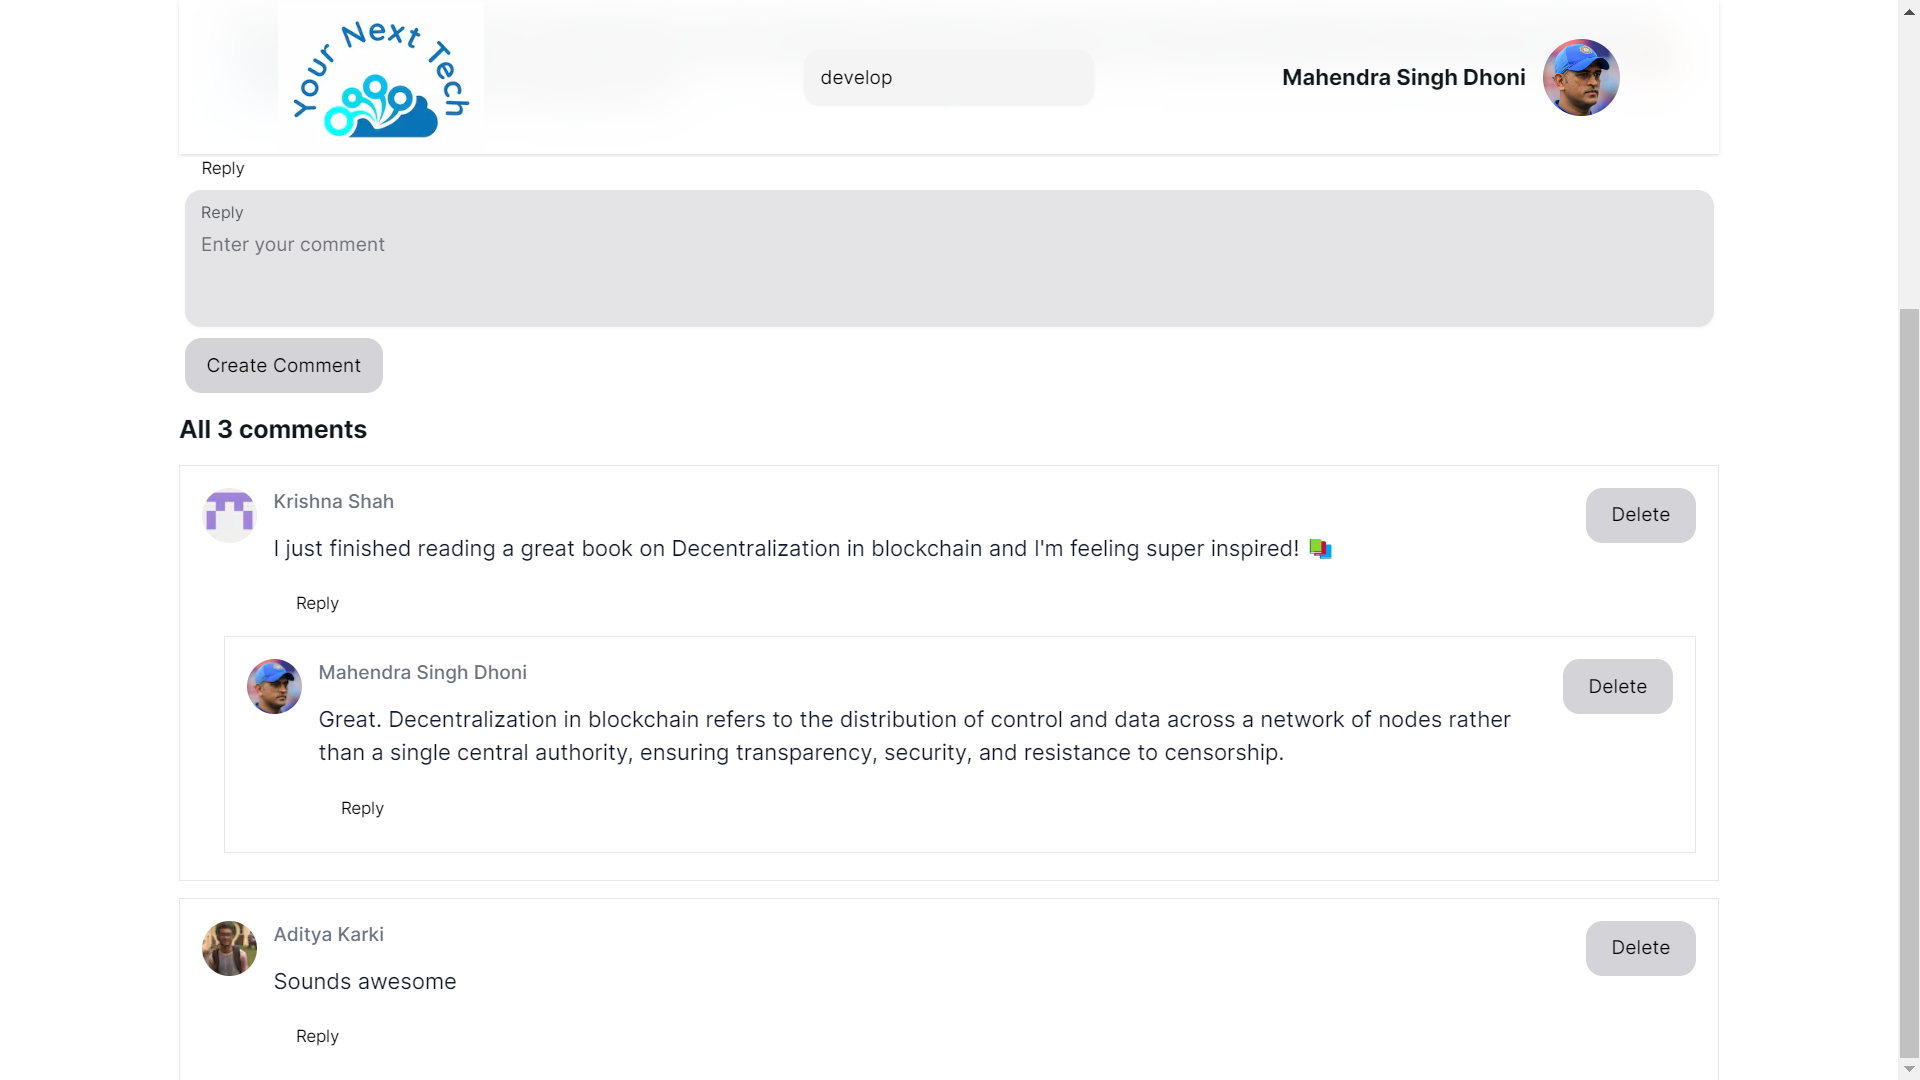 Your Next Tech
develop
Mahendra Singh Dhoni
Reply
Reply
Enter your comment
Create Comment
All 3 comments
Krishna Shah
Delete
I just finished reading a great book on Decentralization in blockchain and I'm feeling super inspired! 📚
Reply
Mahendra Singh Dhoni
Delete
Great. Decentralization in blockchain refers to the distribution of control and data across a network of nodes rather
than a single central authority, ensuring transparency, security, and resistance to censorship.
Reply
Aditya Karki
Delete
Sounds awesome
Reply